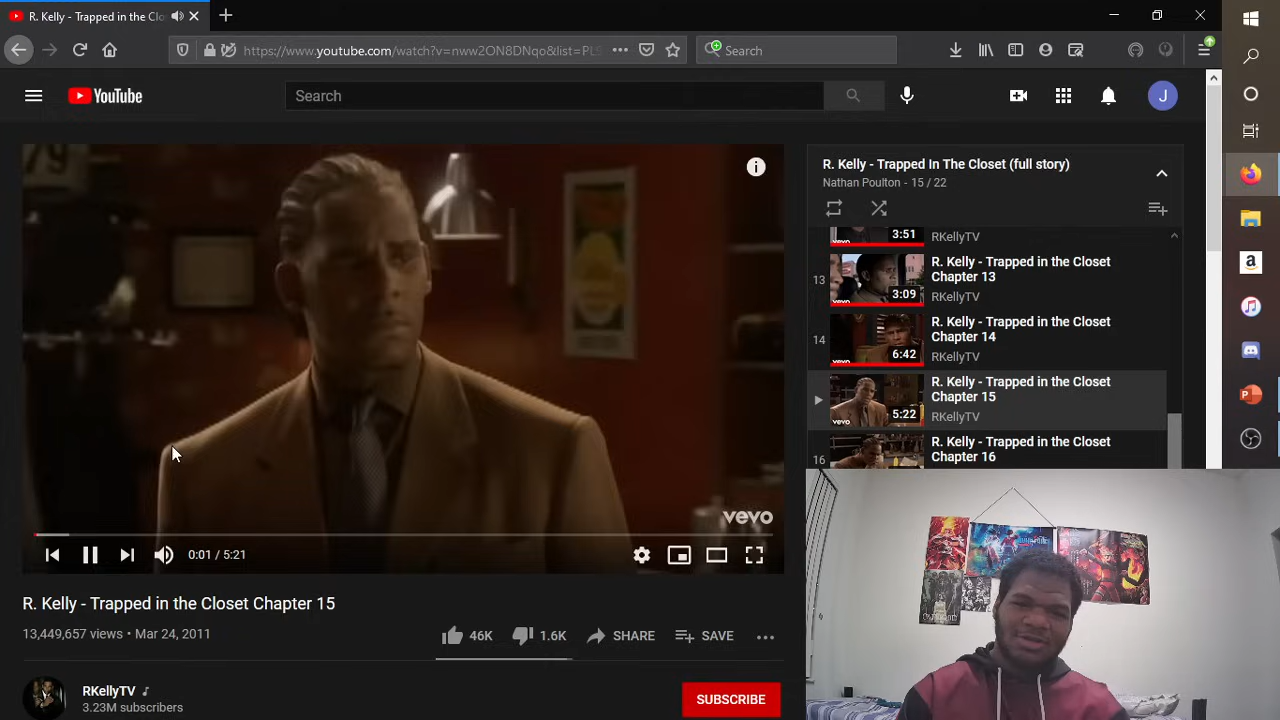 R. Kelly - Trapped in the Clo
https://www.youtube.com/watch?v=nww2ON8DNqo&list=PLS
Search
YouTube
Search
J
vevo
0:01 / 5:21
R. Kelly - Trapped in the Closet Chapter 15
13,449,657 views • Mar 24, 2011
46K
1.6K
SHARE
SAVE
RKellyTV
3.23M subscribers
SUBSCRIBE
R. Kelly - Trapped In The Closet (full story)
Nathan Poulton - 15 / 22
3:51
RKellyTV
13
3:09
R. Kelly - Trapped in the Closet
Chapter 13
RKellyTV
14
6:42
R. Kelly - Trapped in the Closet
Chapter 14
RKellyTV
5:22
R. Kelly - Trapped in the Closet
Chapter 15
RKellyTV
16
R. Kelly - Trapped in the Closet
Chapter 16